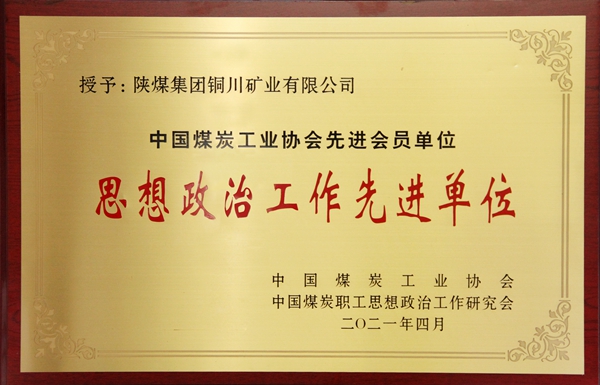 授予：陕煤集团铜川矿业有限公司
中国煤炭工业协会先进会员单位
思想政治工作先进单位
中国煤炭工业协会
中国煤炭职工思想政治工作研究会
二〇二一年四月